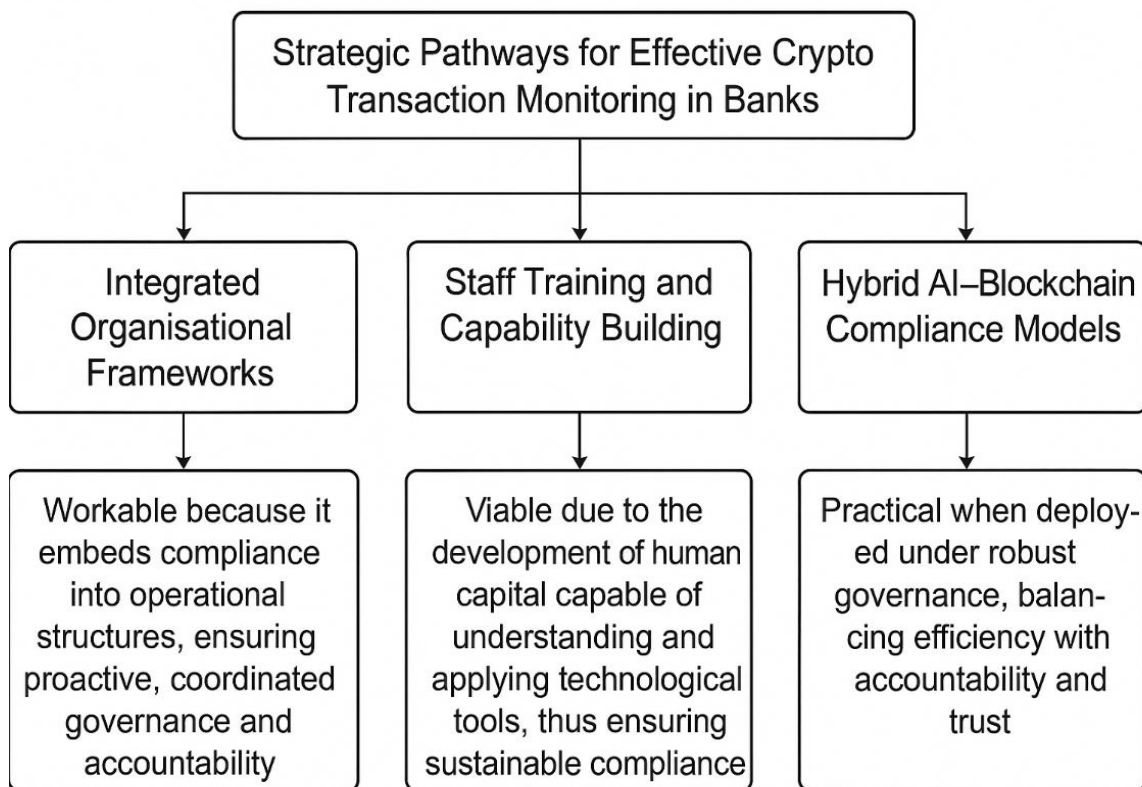 Strategic Pathways for Effective Crypto
Transaction Monitoring in Banks
Integrated
Organisational
Frameworks
Staff Training and
Capability Building
Hybrid AI–Blockchain
Compliance Models
Workable because it
embeds compliance
into operational
structures, ensuring
proactive, coordinated
governance and
accountability
Viable due to the
development of human
capital capable of
understanding and
applying technological
tools, thus ensuring
sustainable compliance
Practical when deploy-
ed under robust
governance, balan-
cing efficiency with
accountability and
trust